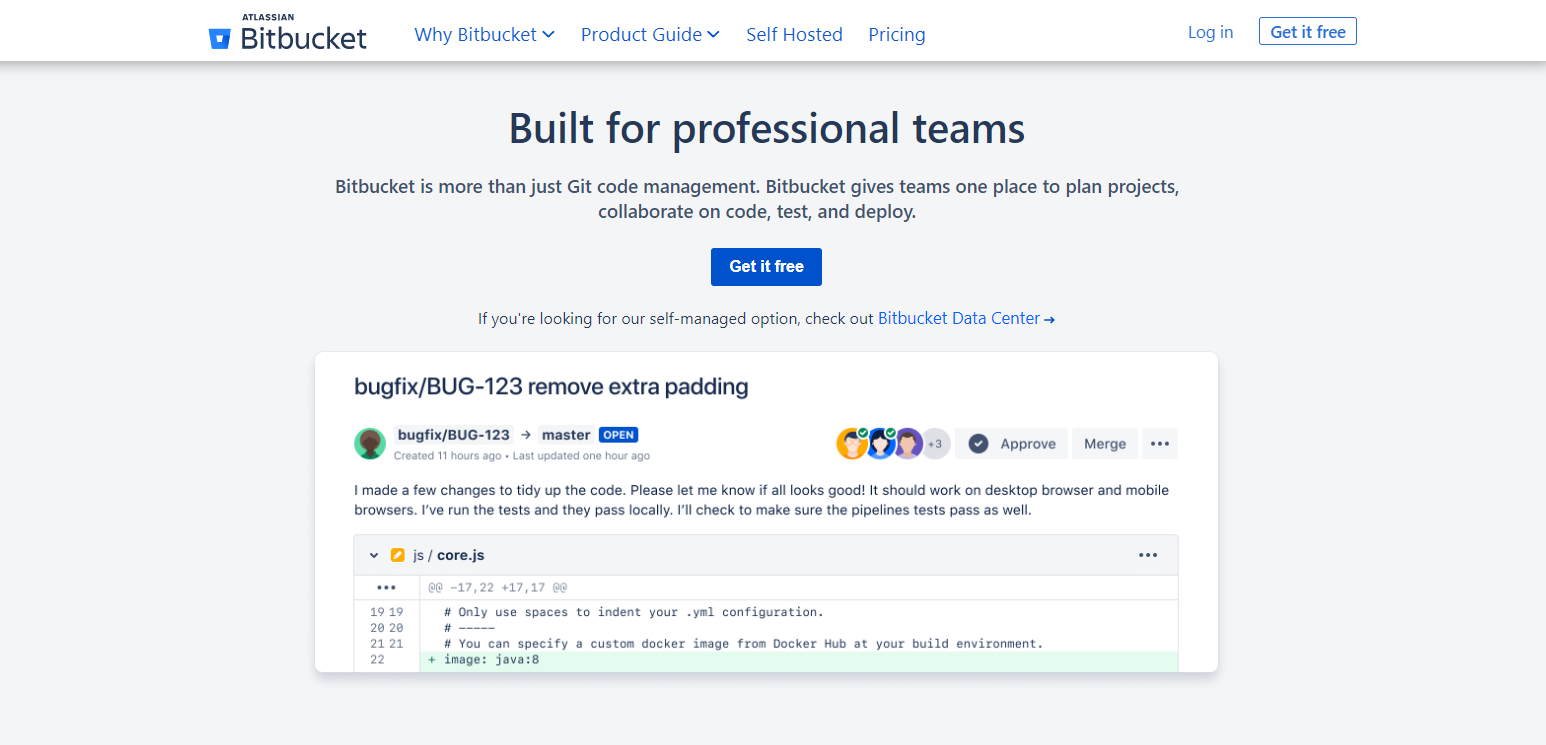 ATLASSIAN
Bitbucket
Why Bitbucket Product Guide Self Hosted Pricing Log in Get it free
Built for professional teams
Bitbucket is more than just Git code management. Bitbucket gives teams one place to plan projects,
collaborate on code, test, and deploy.
Get it free
If you're looking for our self-managed option, check out Bitbucket Data Center →
bugfix/BUG-123 remove extra padding
bugfix/BUG-123 → master OPEN
Created 11 hours ago • Last updated one hour ago
+3 Approve Merge •••
I made a few changes to tidy up the code. Please let me know if all looks good! It should work on desktop browser and mobile
browsers. I’ve run the tests and they pass locally. I’ll check to make sure the pipelines tests pass as well.
js / core.js •••
••• @@ -17,22 +17,17 @@
19 19 # Only use spaces to indent your .yml configuration.
20 20 # -----
21 21 # You can specify a custom docker image from Docker Hub at your build environment.
22 + image: java:8